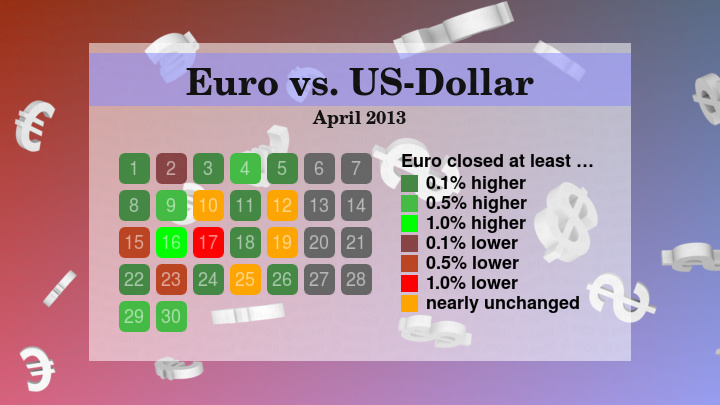 Euro vs. US-Dollar
April 2013
1 2 3 4 5 6 7
8 9 10 11 12 13 14
15 16 17 18 19 20 21
22 23 24 25 26 27 28
29 30
Euro closed at least …
0.1% higher
0.5% higher
1.0% higher
0.1% lower
0.5% lower
1.0% lower
nearly unchanged